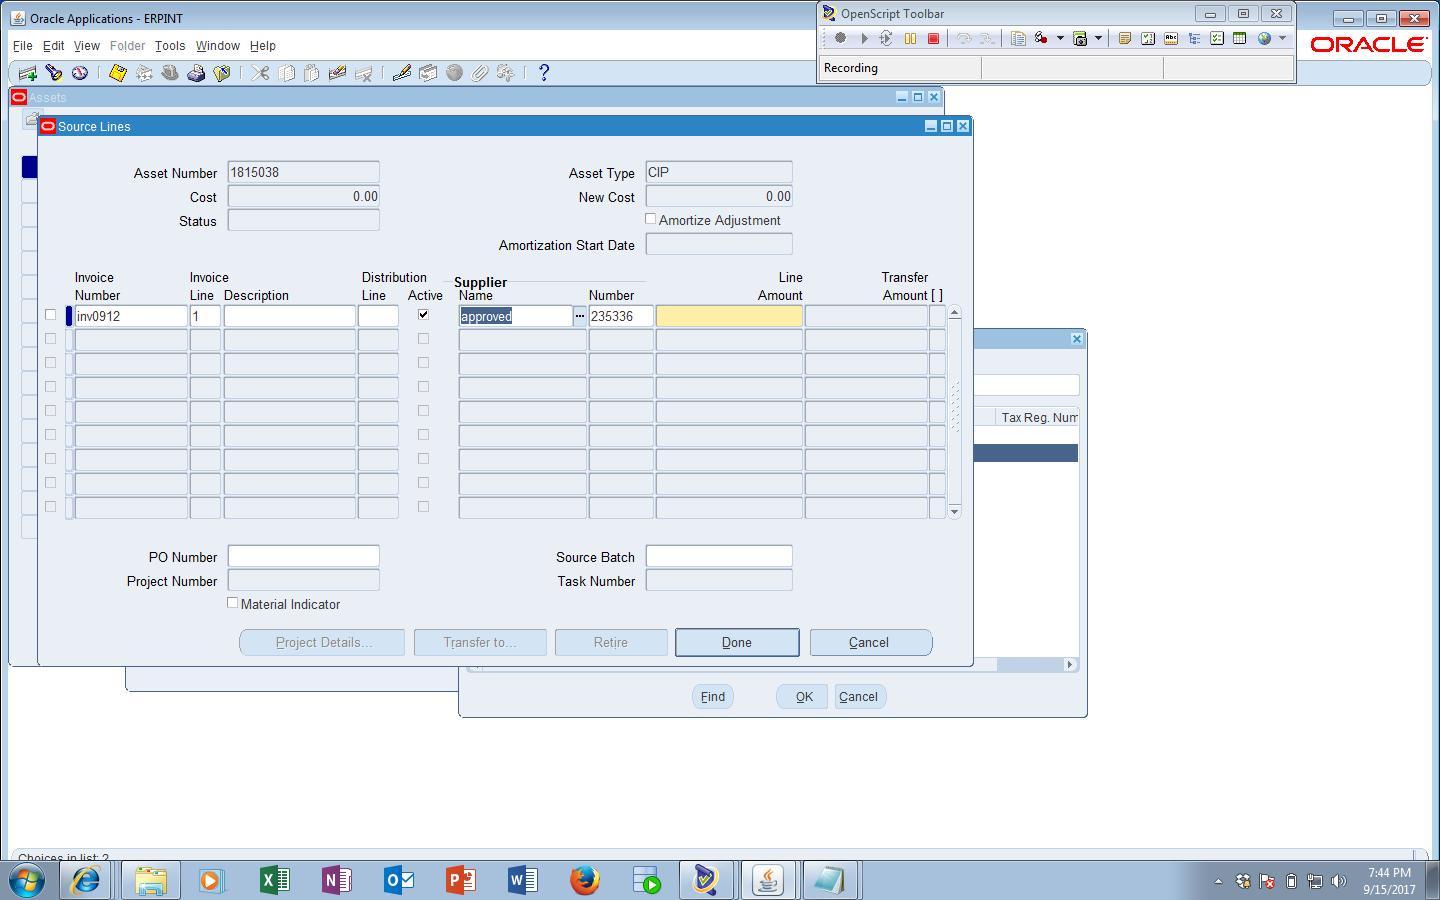 Oracle Applications - ERPINT
OpenScript Toolbar
File Edit View Folder Tools Window Help
ORACLE
Recording
Assets
Source Lines
Asset Number 1815038 Asset Type CIP
Cost 0.00 New Cost 0.00
Status Amortize Adjustment
Amortization Start Date
Invoice Invoice Distribution Supplier Line Transfer
Number Line Description Line Active Name Number Amount Amount [ ]
inv0912 1 approved ... 235336
Tax Reg. Num
PO Number Source Batch
Project Number Task Number
Material Indicator
Project Details... Transfer to... Retire Done Cancel
Find OK Cancel
Choices in list: 2
7:44 PM
9/15/2017